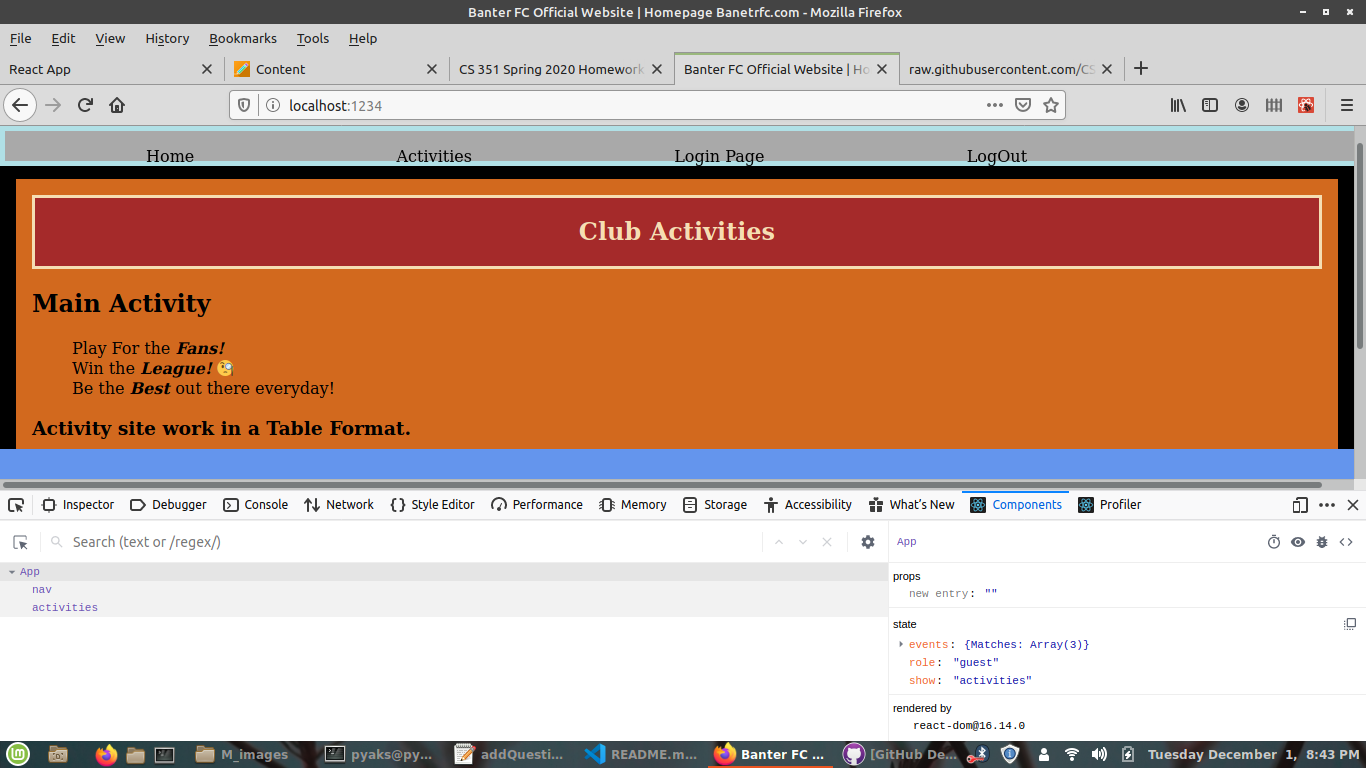 Banter FC Official Website | Homepage Banetrfc.com - Mozilla Firefox
File Edit View History Bookmarks Tools Help
React App Content CS 351 Spring 2020 Homework Banter FC Official Website | Ho raw.githubusercontent.com/CS
localhost:1234
Home Activities Login Page LogOut
Club Activities
Main Activity
Play For the Fans!
Win the League! 🧐
Be the Best out there everyday!
Activity site work in a Table Format.
Inspector Debugger Console Network Style Editor Performance Memory Storage Accessibility What's New Components Profiler
Search (text or /regex/)
App
App
nav
activities
props
new entry: ""
state
events: {Matches: Array(3)}
role: "guest"
show: "activities"
rendered by
react-dom@16.14.0
M_images pyaks@py... addQuesti... README.m... Banter FC ... [GitHub De... Tuesday December 1, 8:43 PM